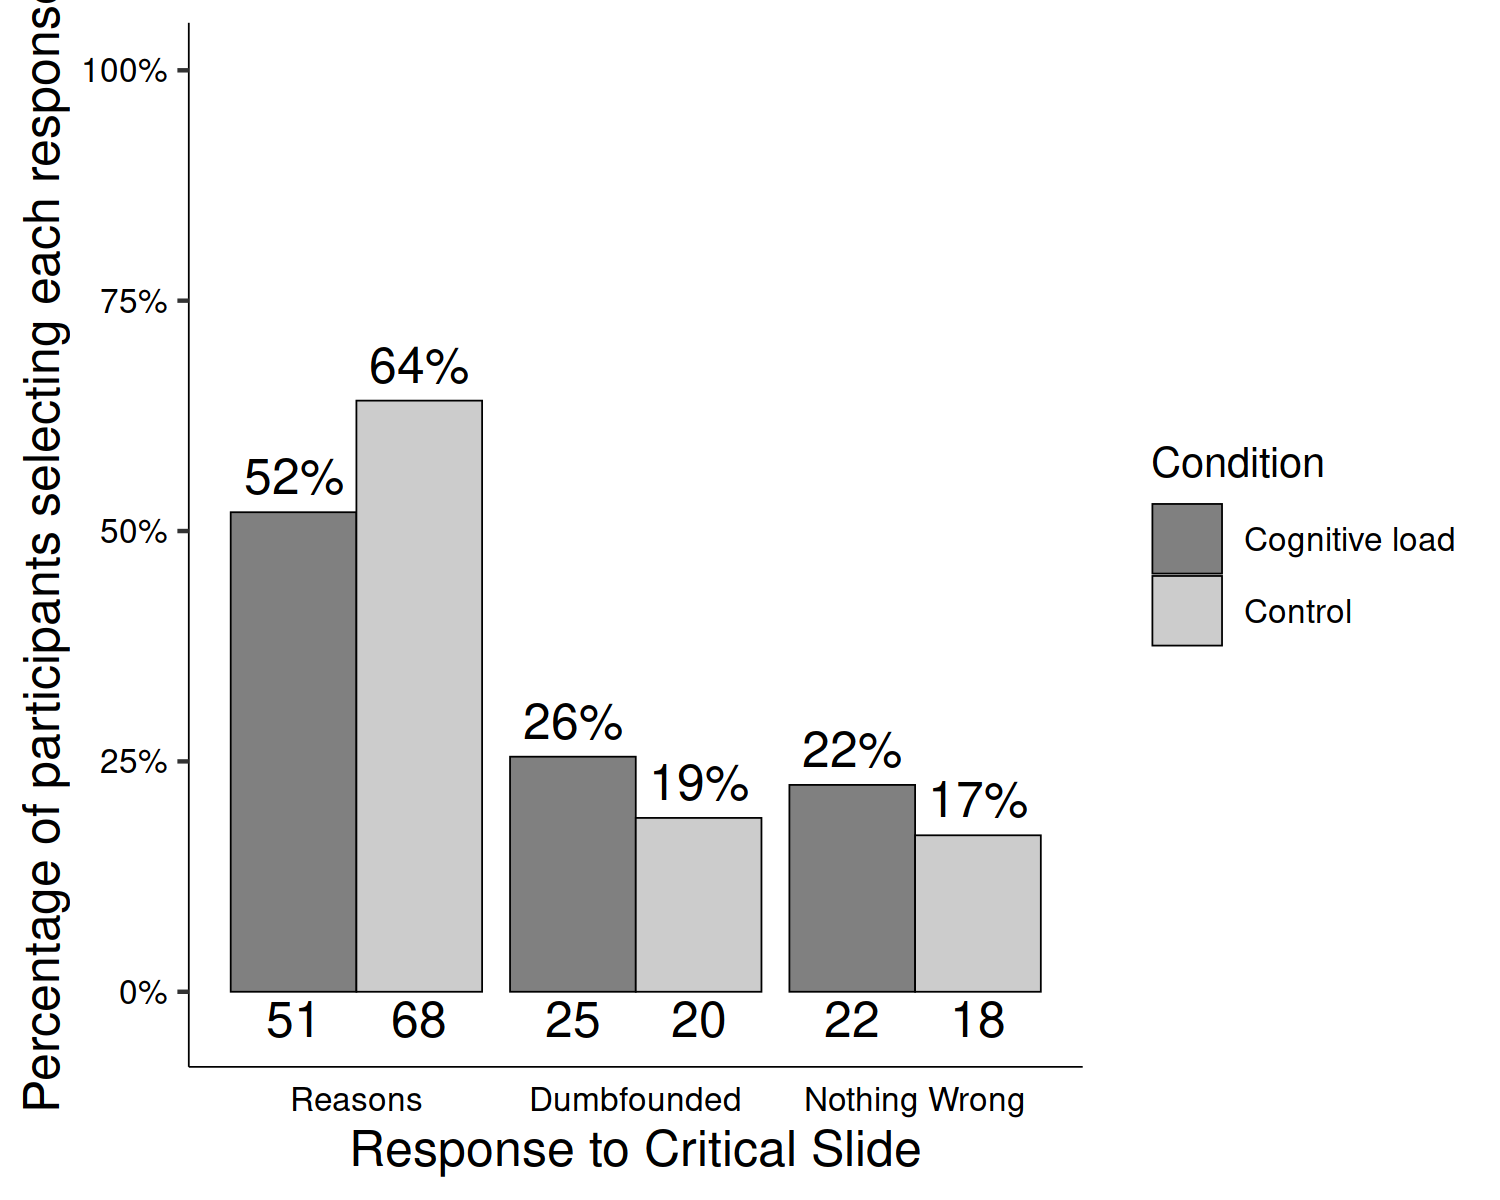 Percentage of participants selecting each response
100%
75%
50%
25%
0%
52%
64%
26%
19%
22%
17%
51
68
25
20
22
18
Reasons
Dumbfounded
Nothing Wrong
Response to Critical Slide
Condition
Cognitive load
Control